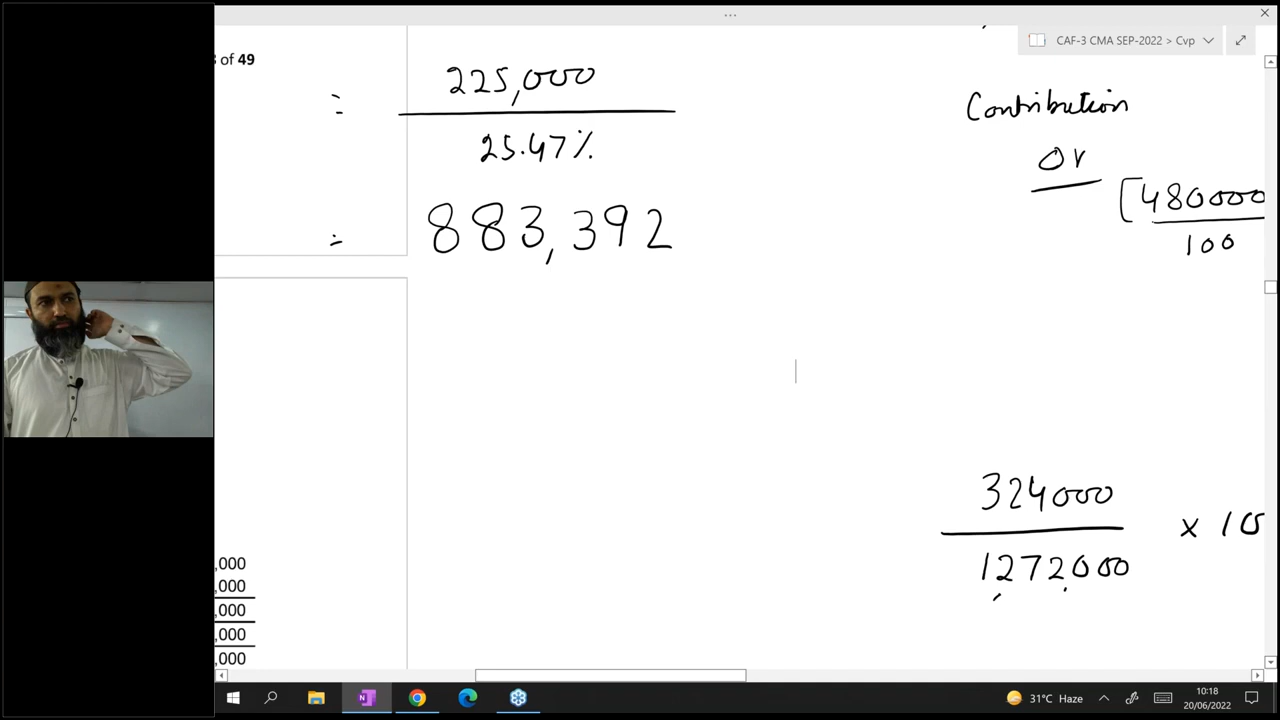 CAF-3 CMA SEP-2022 > Cvp
of 49
225,000
=
25.47%
= 883,392
Contribution
Or
[480000
100
324000
x 10
1272000
,000
,000
,000
,000
,000
31°C Haze
10:18
20/06/2022